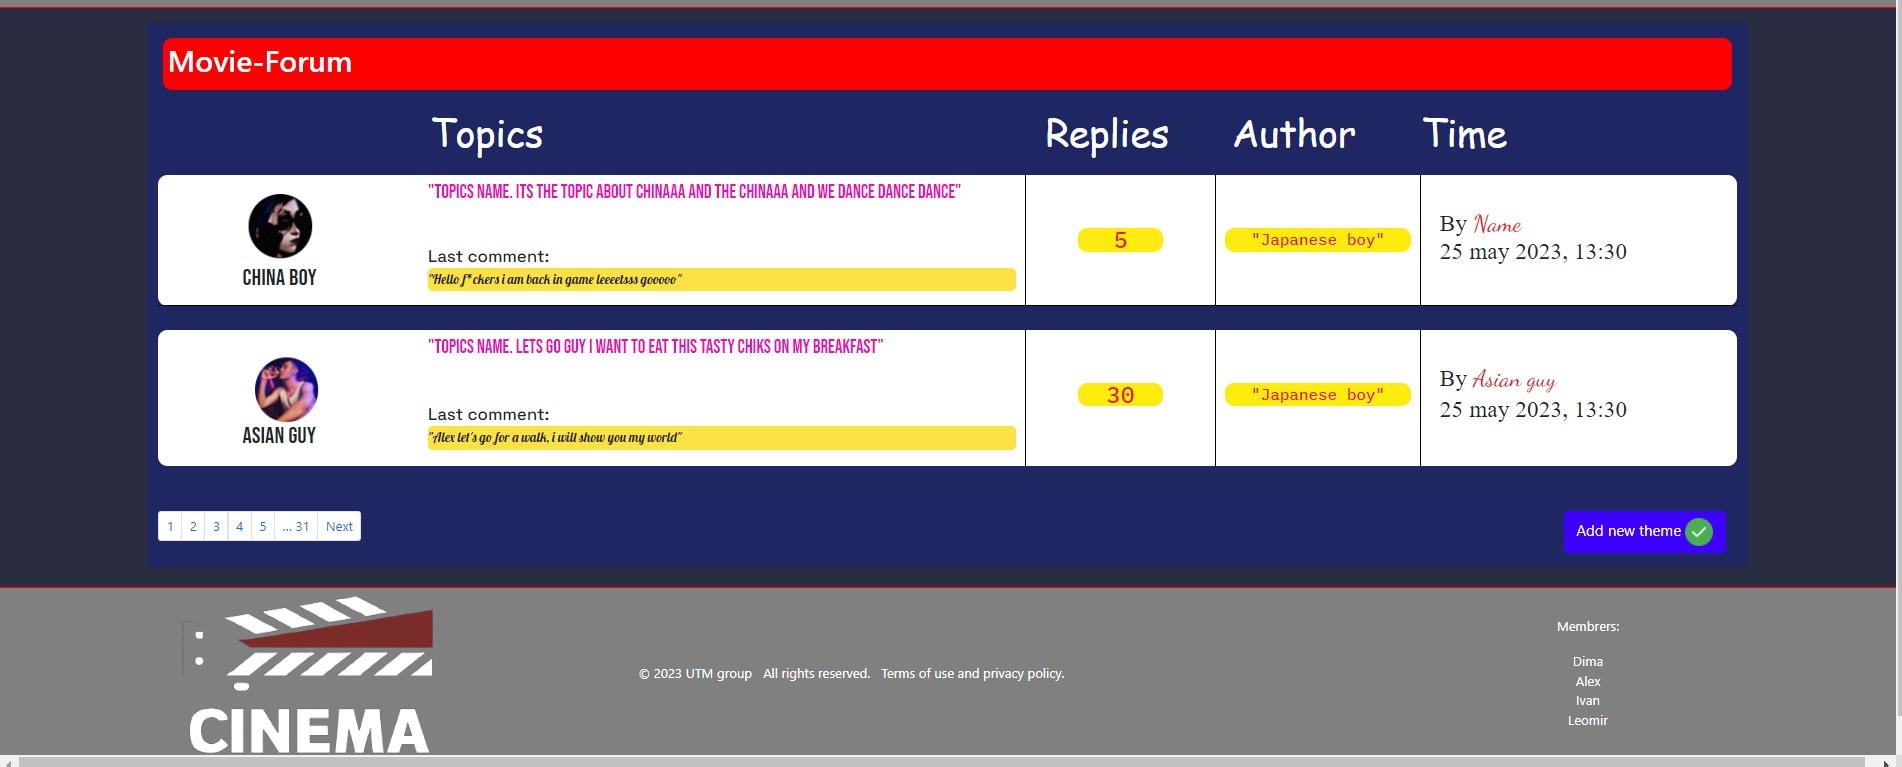 Movie-Forum
Topics Replies Author Time
"TOPICS NAME. ITS THE TOPIC ABOUT CHINAAA AND THE CHINAAA AND WE DANCE DANCE DANCE"
CHINA BOY
Last comment:
"Hello f*ckers i am back in game leeeetsss gooooo"
5
"Japanese boy"
By Name
25 may 2023, 13:30
"TOPICS NAME. LETS GO GUY I WANT TO EAT THIS TASTY CHIKS ON MY BREAKFAST"
ASIAN GUY
Last comment:
"Alex let's go for a walk, i will show you my world"
30
"Japanese boy"
By Asian guy
25 may 2023, 13:30
1 2 3 4 5 ... 31 Next
Add new theme
CINEMA
© 2023 UTM group All rights reserved. Terms of use and privacy policy.
Membrers:
Dima
Alex
Ivan
Leomir